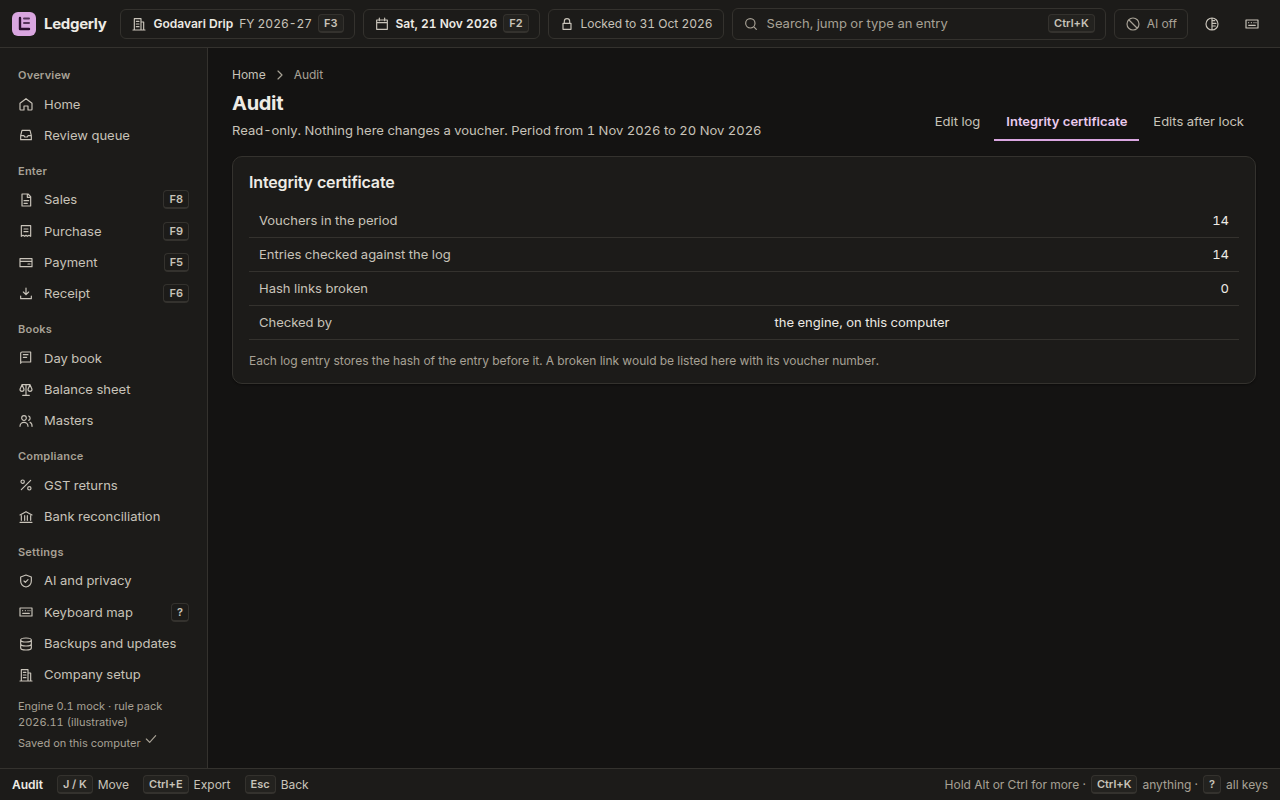 Ledgerly
Godavari Drip FY 2026-27 F3
Sat, 21 Nov 2026 F2
Locked to 31 Oct 2026
Search, jump or type an entry Ctrl+K
AI off
Overview
Home
Review queue
Enter
Sales F8
Purchase F9
Payment F5
Receipt F6
Books
Day book
Balance sheet
Masters
Compliance
GST returns
Bank reconciliation
Settings
AI and privacy
Keyboard map ?
Backups and updates
Company setup
Engine 0.1 mock · rule pack
2026.11 (illustrative)
Saved on this computer
Home Audit
Audit
Read-only. Nothing here changes a voucher. Period from 1 Nov 2026 to 20 Nov 2026
Edit log Integrity certificate Edits after lock
Integrity certificate
Vouchers in the period 14
Entries checked against the log 14
Hash links broken 0
Checked by the engine, on this computer
Each log entry stores the hash of the entry before it. A broken link would be listed here with its voucher number.
Audit J / K Move Ctrl+E Export Esc Back
Hold Alt or Ctrl for more · Ctrl+K anything · ? all keys